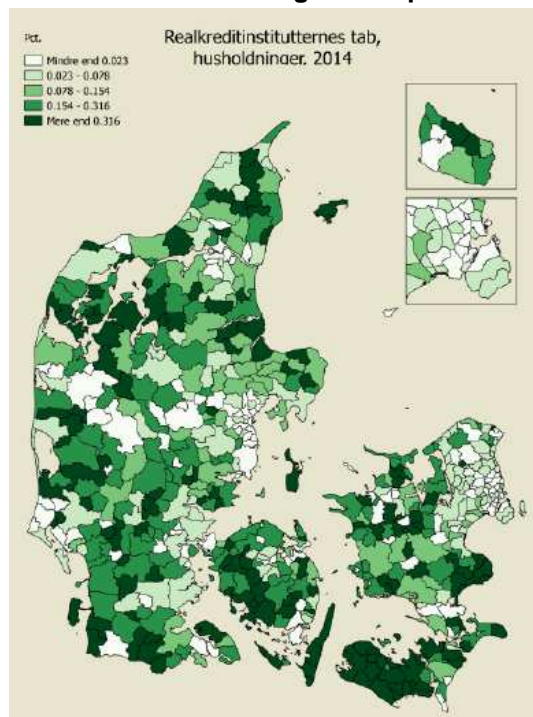 Pct.
Realkreditinstitutternes tab,
husholdninger. 2014
Mindre end 0.023
0.023 - 0.078
0.078 - 0.154
0.154 - 0.316
Mere end 0.316